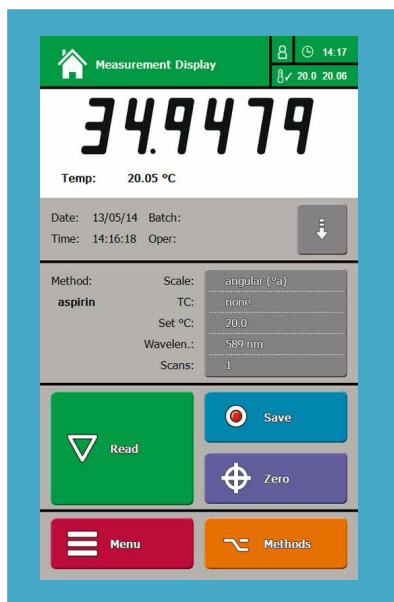 Measurement Display
14:17
20.0 20.06
34.9479
Temp: 20.05 °C
Date: 13/05/14 Batch:
Time: 14:16:18 Oper:
Method: Scale: angular (°a)
aspirin TC: none
Set °C: 20.0
Wavelen.: 589 nm
Scans: 1
Read
Save
Zero
Menu
Methods